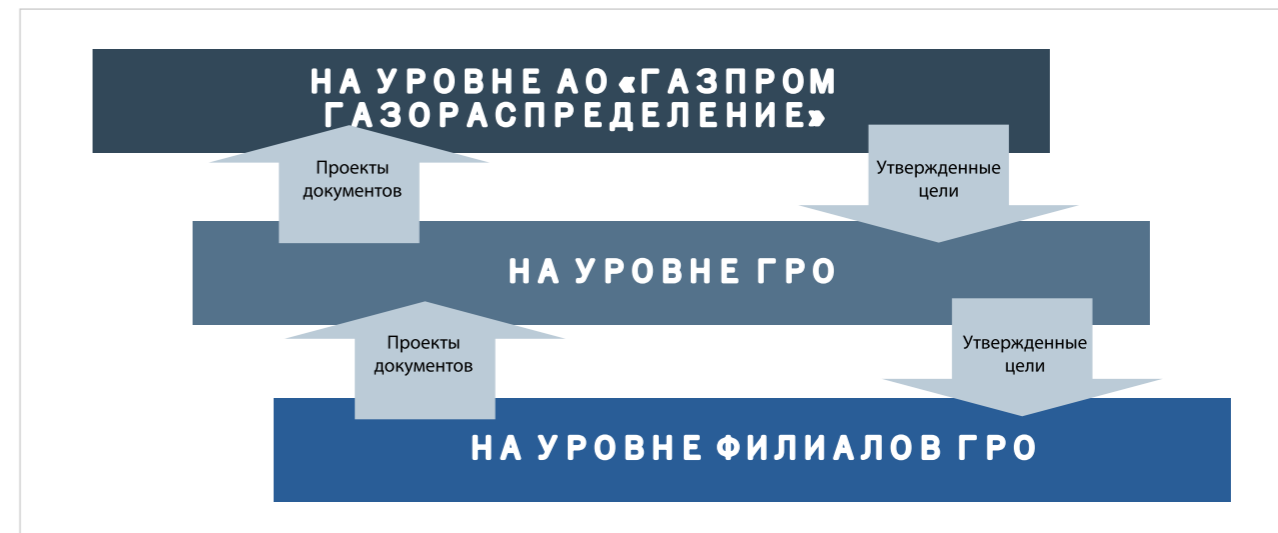 НА УРОВНЕ АО «ГАЗПРОМ
ГАЗОРАСПРЕДЕЛЕНИЕ»
Проекты
документов
Утвержденные
цели
НА УРОВНЕ ГРО
Проекты
документов
Утвержденные
цели
НА УРОВНЕ ФИЛИАЛОВ ГРО